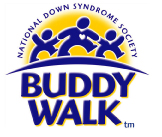 NATIONAL DOWN SYNDROME SOCIETY
BUDDY
WALK
tm